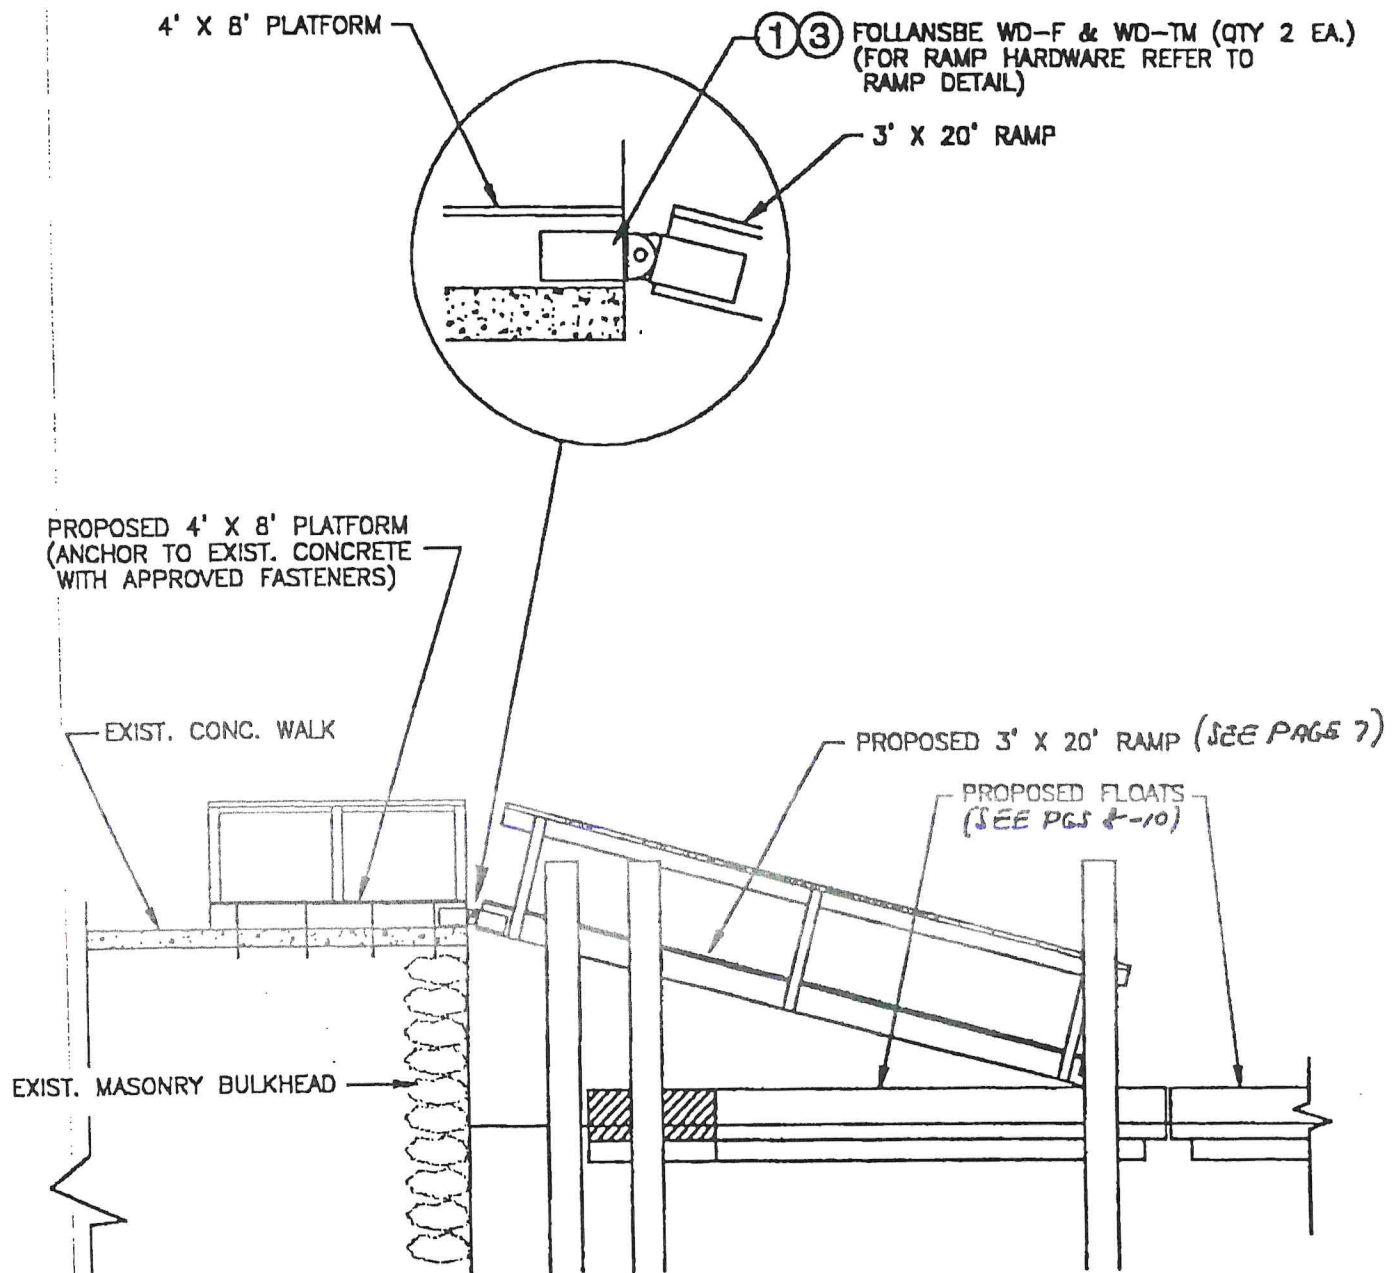 4' X 8' PLATFORM
① ③ FOLLANSBE WD-F & WD-TM (QTY 2 EA.)
(FOR RAMP HARDWARE REFER TO
RAMP DETAIL)
3' X 20' RAMP
PROPOSED 4' X 8' PLATFORM
(ANCHOR TO EXIST. CONCRETE
WITH APPROVED FASTENERS)
EXIST. CONC. WALK
PROPOSED 3' X 20' RAMP (SEE PAGE 7)
PROPOSED FLOATS
(SEE PGS 8-10)
EXIST. MASONRY BULKHEAD